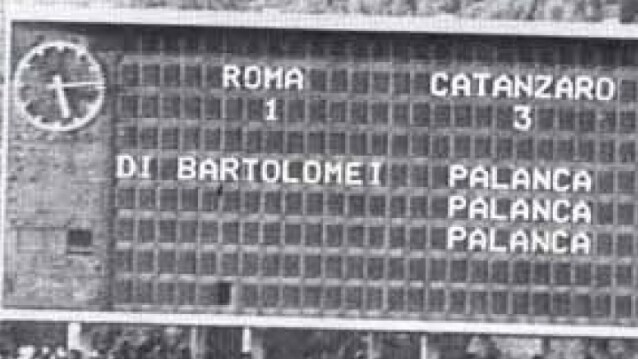 ROMA CATANZARO
1 3
DI BARTOLOMEI PALANCA
PALANCA
PALANCA